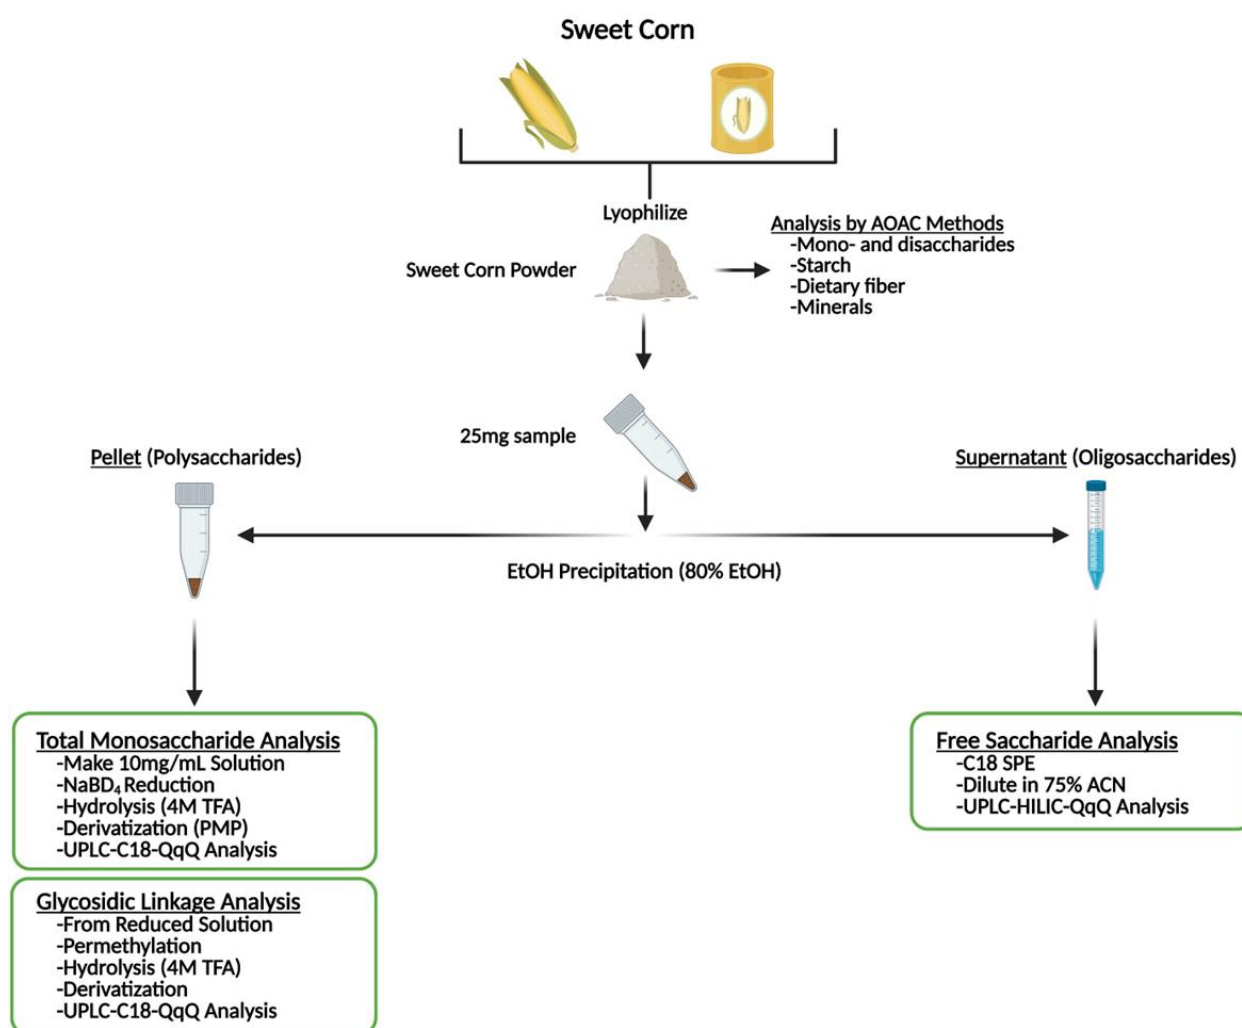 Sweet Corn
Lyophilize
Sweet Corn Powder
Analysis by AOAC Methods
-Mono- and disaccharides
-Starch
-Dietary fiber
-Minerals
25mg sample
Pellet (Polysaccharides)
Supernatant (Oligosaccharides)
EtOH Precipitation (80% EtOH)
Total Monosaccharide Analysis
-Make 10mg/mL Solution
-NaBD₄ Reduction
-Hydrolysis (4M TFA)
-Derivatization (PMP)
-UPLC-C18-QqQ Analysis
Glycosidic Linkage Analysis
-From Reduced Solution
-Permethylation
-Hydrolysis (4M TFA)
-Derivatization
-UPLC-C18-QqQ Analysis
Free Saccharide Analysis
-C18 SPE
-Dilute in 75% ACN
-UPLC-HILIC-QqQ Analysis